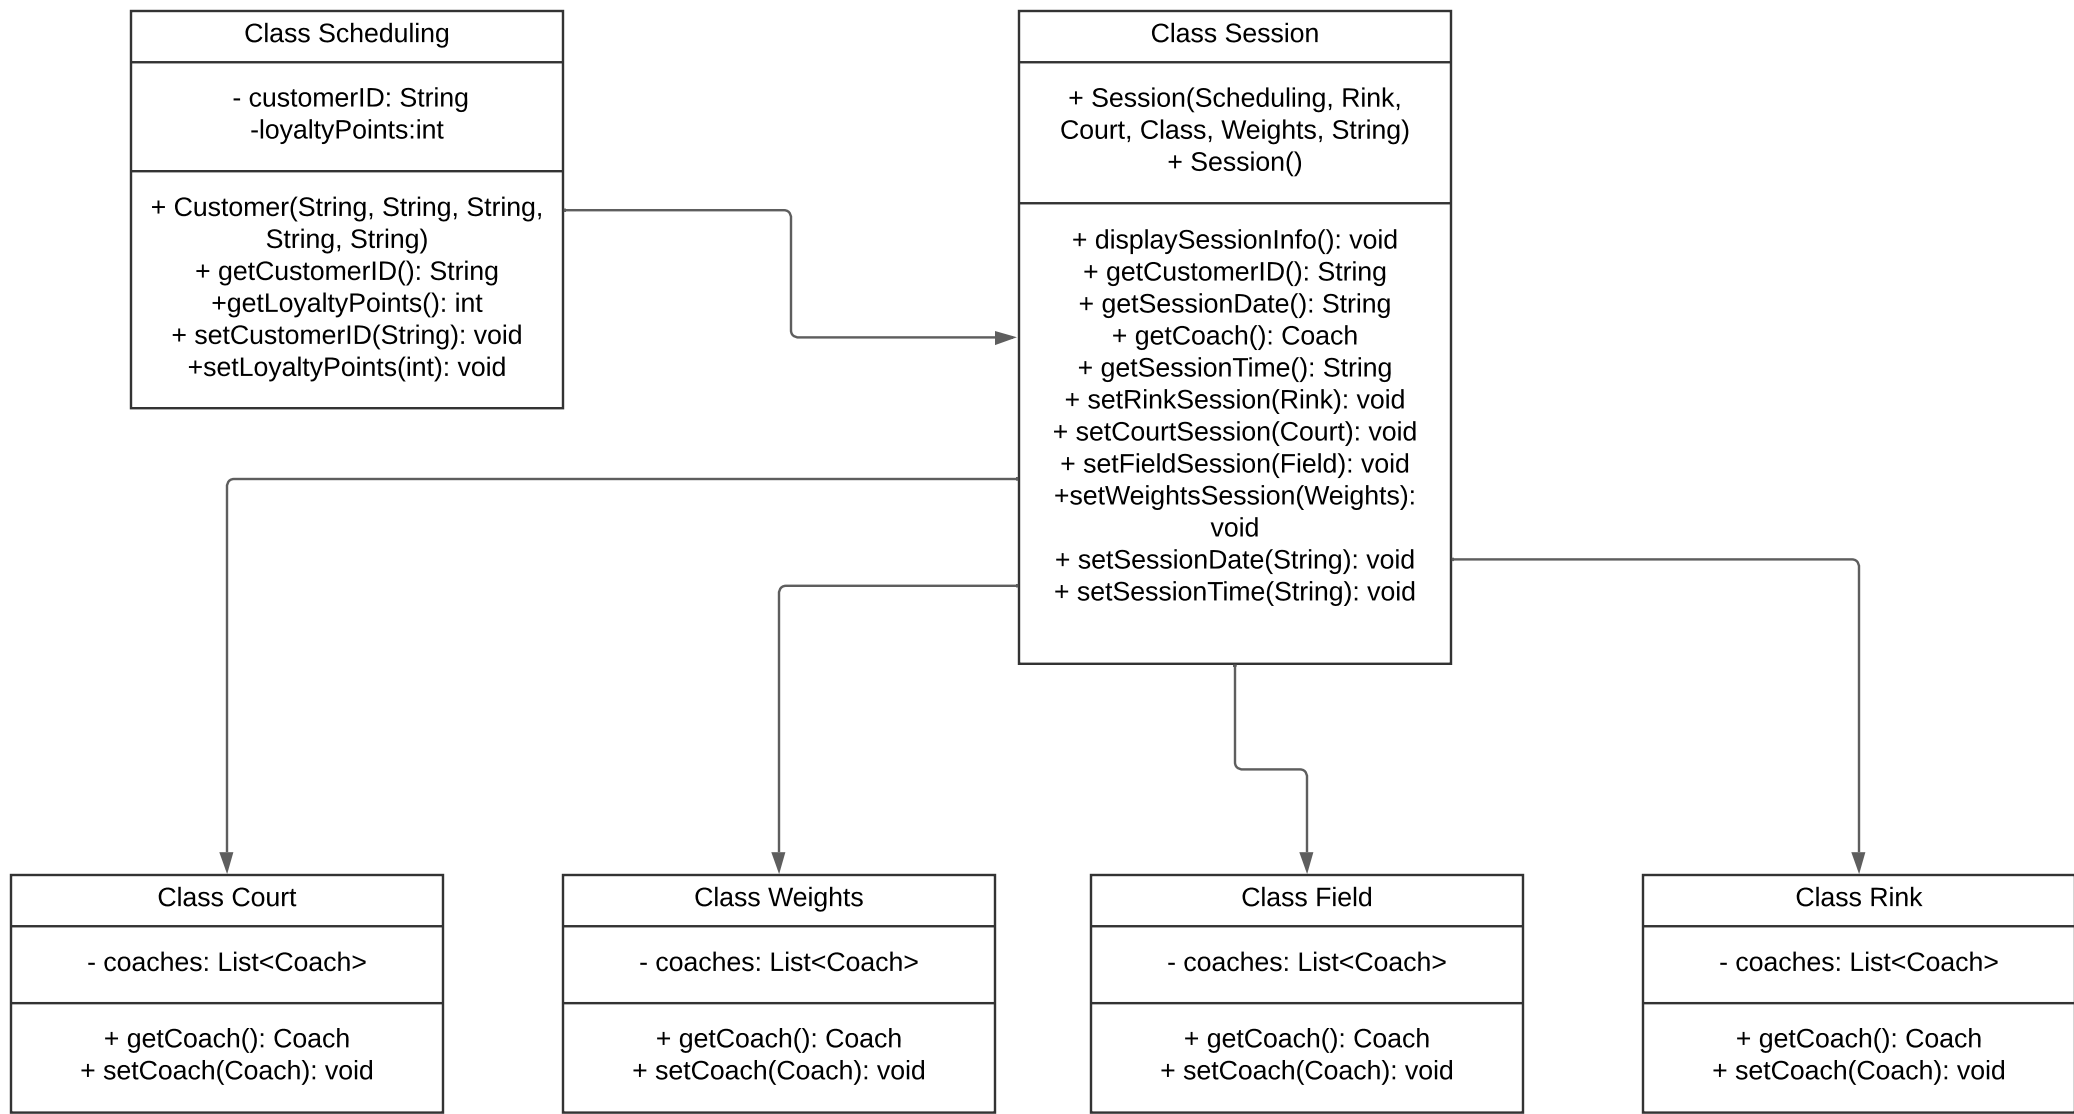 Class Scheduling
- customerID: String
-loyaltyPoints:int
+ Customer(String, String, String,
String, String)
+ getCustomerID(): String
+getLoyaltyPoints(): int
+ setCustomerID(String): void
+setLoyaltyPoints(int): void
Class Session
+ Session(Scheduling, Rink,
Court, Class, Weights, String)
+ Session()
+ displaySessionInfo(): void
+ getCustomerID(): String
+ getSessionDate(): String
+ getCoach(): Coach
+ getSessionTime(): String
+ setRinkSession(Rink): void
+ setCourtSession(Court): void
+ setFieldSession(Field): void
+setWeightsSession(Weights):
void
+ setSessionDate(String): void
+ setSessionTime(String): void
Class Court
- coaches: List<Coach>
+ getCoach(): Coach
+ setCoach(Coach): void
Class Weights
- coaches: List<Coach>
+ getCoach(): Coach
+ setCoach(Coach): void
Class Field
- coaches: List<Coach>
+ getCoach(): Coach
+ setCoach(Coach): void
Class Rink
- coaches: List<Coach>
+ getCoach(): Coach
+ setCoach(Coach): void